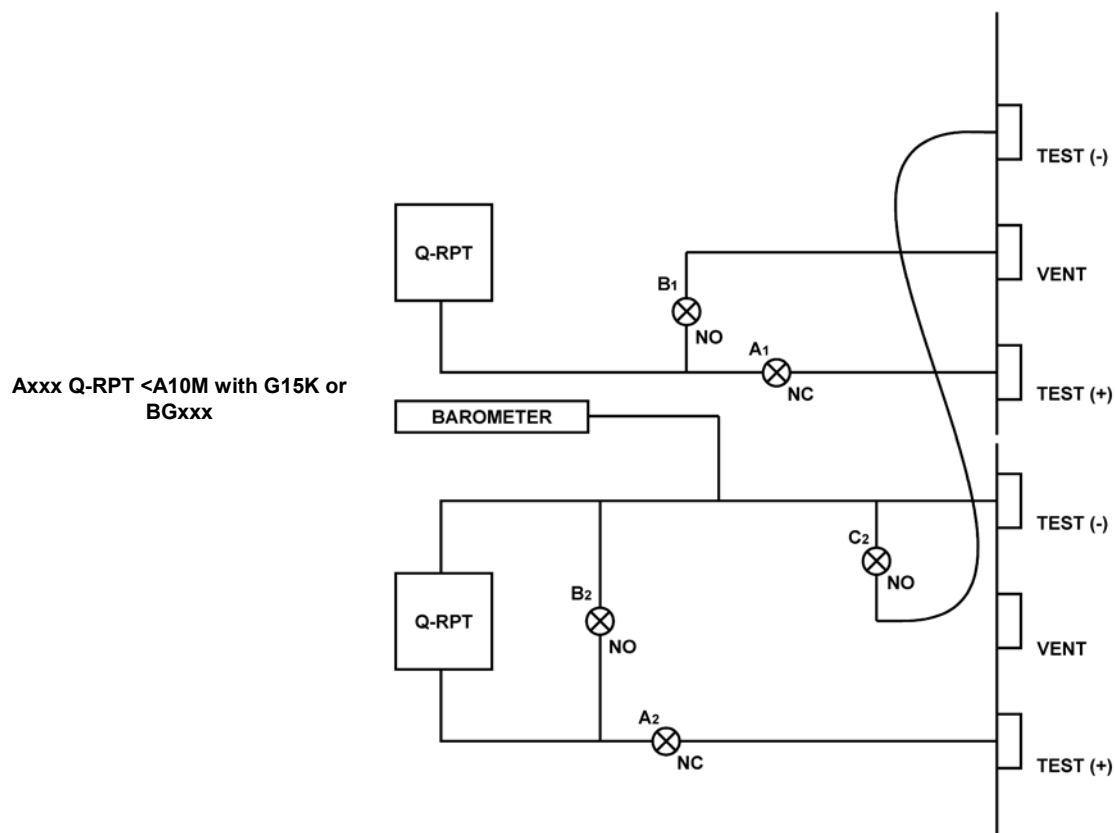 TEST (-)
Q-RPT
VENT
B1
NO
A1
NC
TEST (+)
Axxx Q-RPT <A10M with G15K or
BGxxx
BAROMETER
TEST (-)
C2
NO
B2
Q-RPT
NO
VENT
A2
NC
TEST (+)